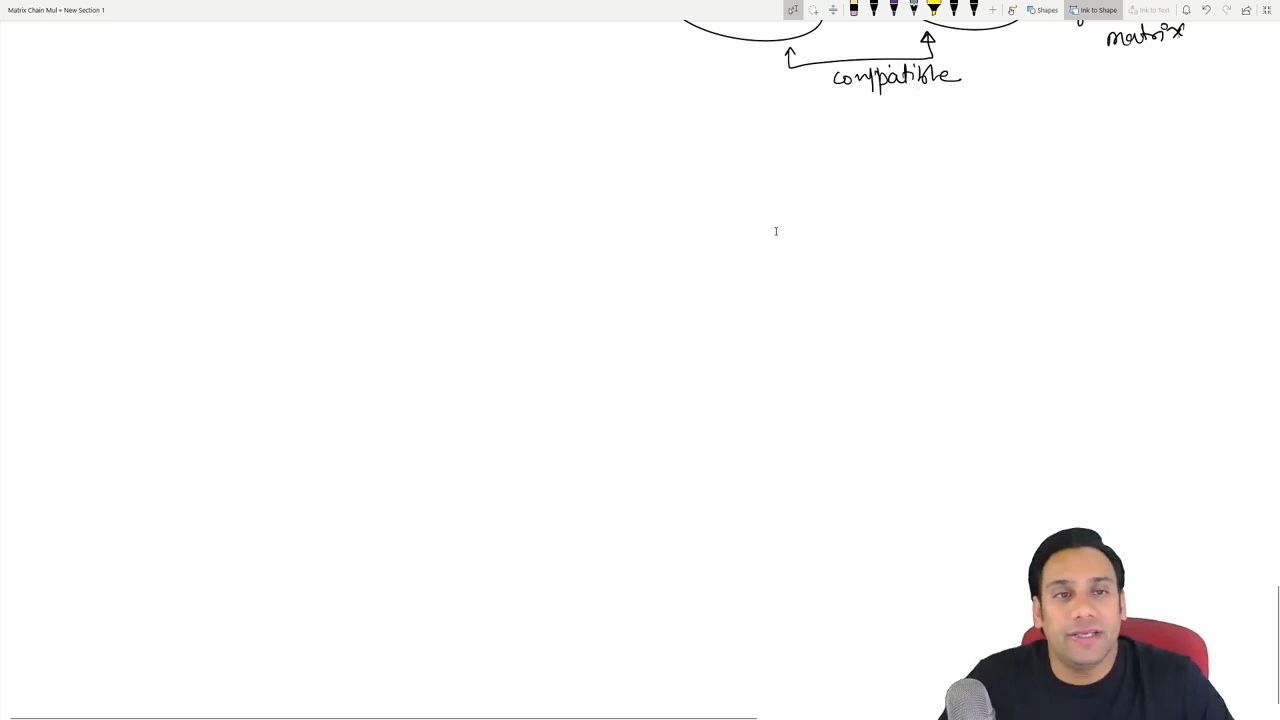 Matrix Chain Mul « New Section 1
Shapes
Ink to Shape
Ink to Text
matrix
compatible